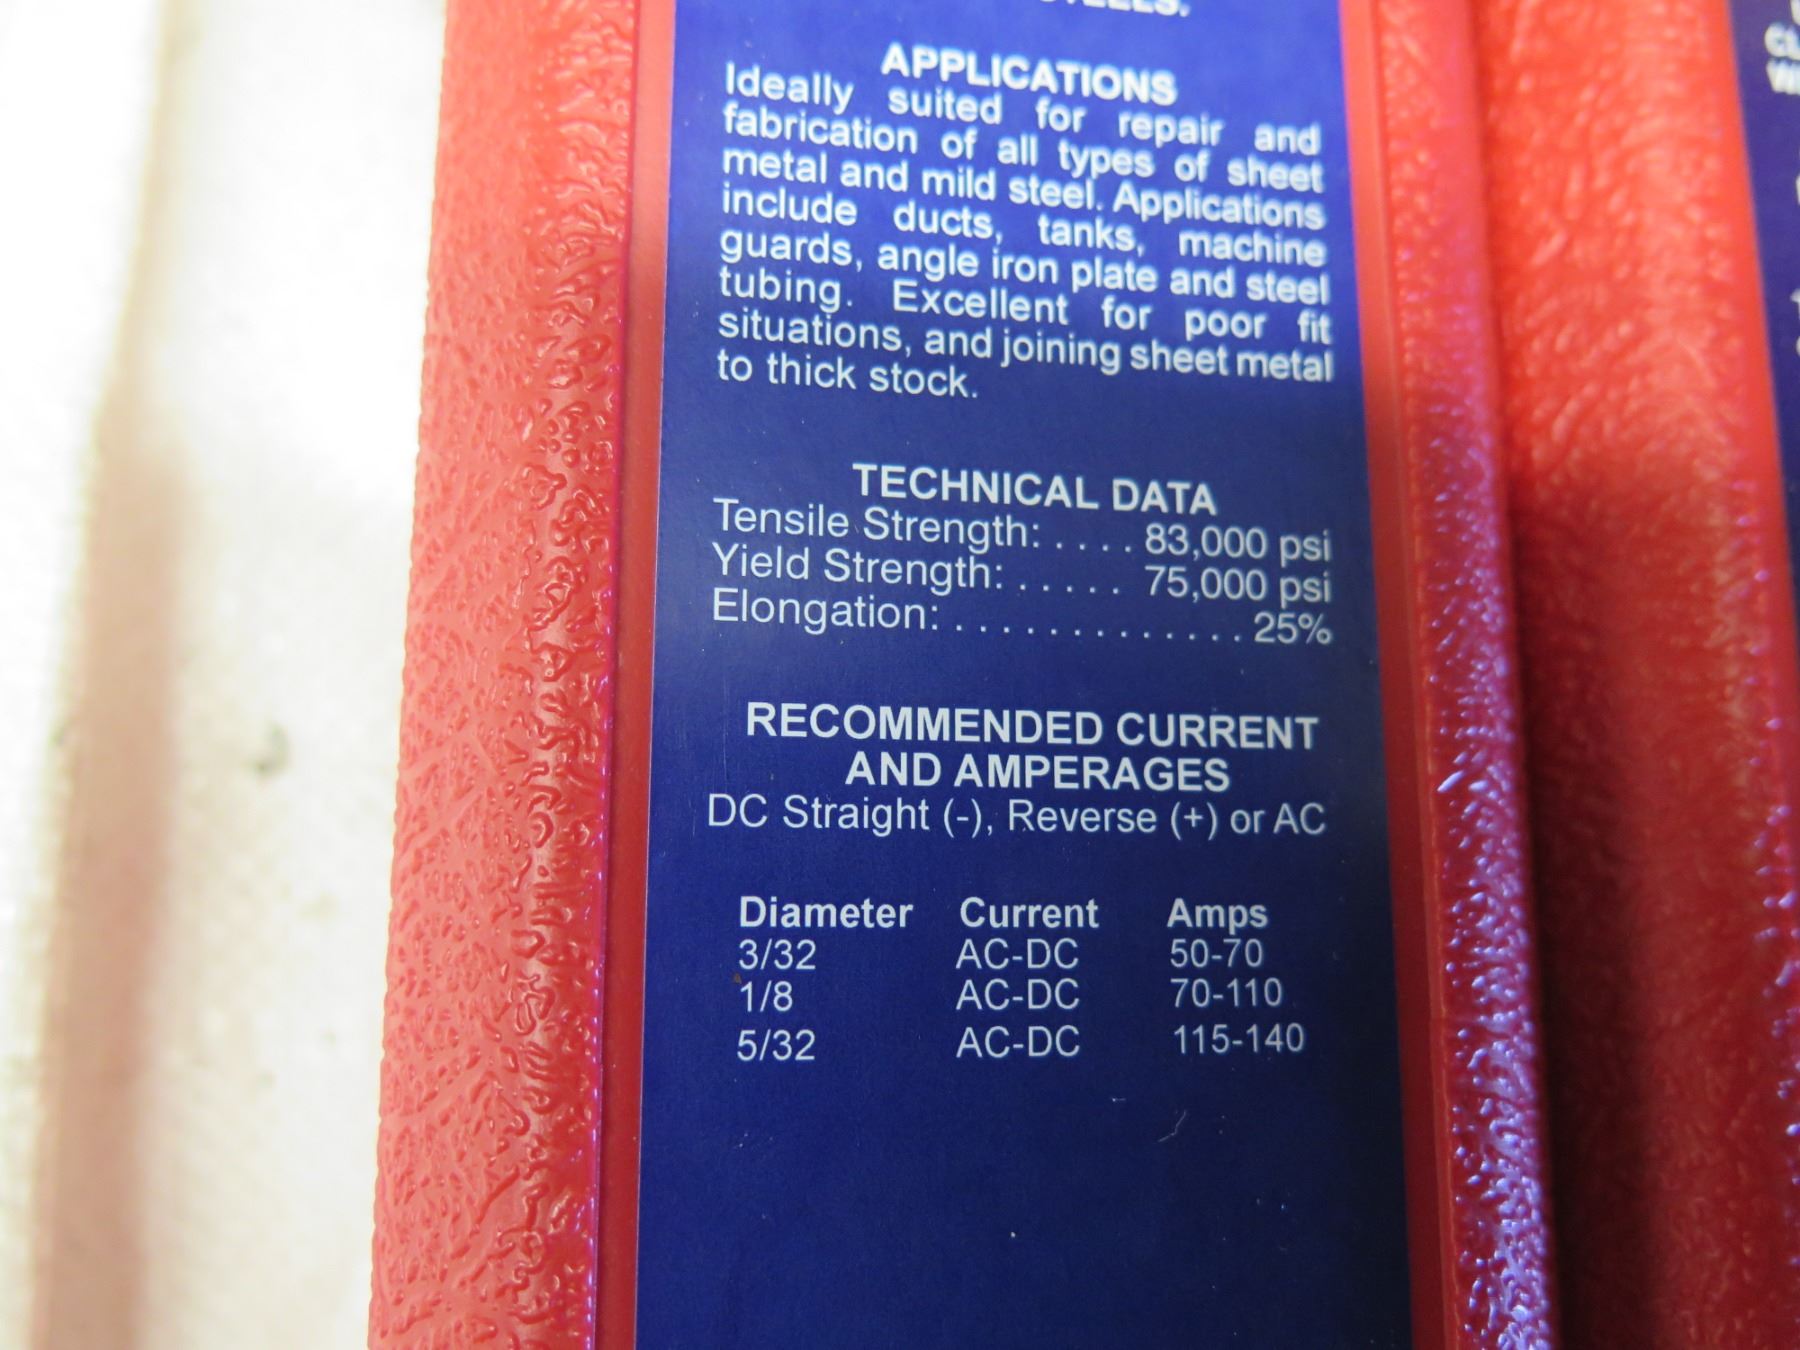 APPLICATIONS
Ideally suited for repair and
fabrication of all types of sheet
metal and mild steel. Applications
include ducts, tanks, machine
guards, angle iron plate and steel
tubing. Excellent for poor fit
situations, and joining sheet metal
to thick stock.
TECHNICAL DATA
Tensile Strength: . . . . 83,000 psi
Yield Strength: . . . . . 75,000 psi
Elongation: . . . . . . . . . . . . . 25%
RECOMMENDED CURRENT
AND AMPERAGES
DC Straight (-), Reverse (+) or AC
Diameter Current Amps
3/32 AC-DC 50-70
1/8 AC-DC 70-110
5/32 AC-DC 115-140